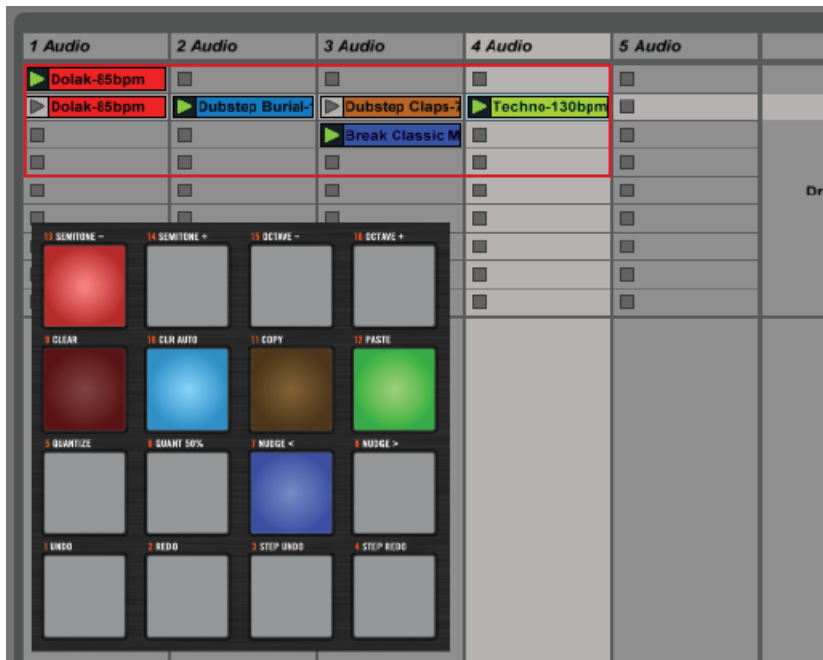 1 Audio 2 Audio 3 Audio 4 Audio 5 Audio
Dolak-85bpm
Dolak-85bpm Dubstep Burial-1 Dubstep Claps-7 Techno-130bpm
Break Classic M
Dr
13 SEMITONE – 14 SEMITONE + 15 OCTAVE – 16 OCTAVE +
9 CLEAR 10 CLR AUTO 11 COPY 12 PASTE
5 QUANTIZE 6 QUANT 50% 7 NUDGE < 8 NUDGE >
1 UNDO 2 REDO 3 STEP UNDO 4 STEP REDO